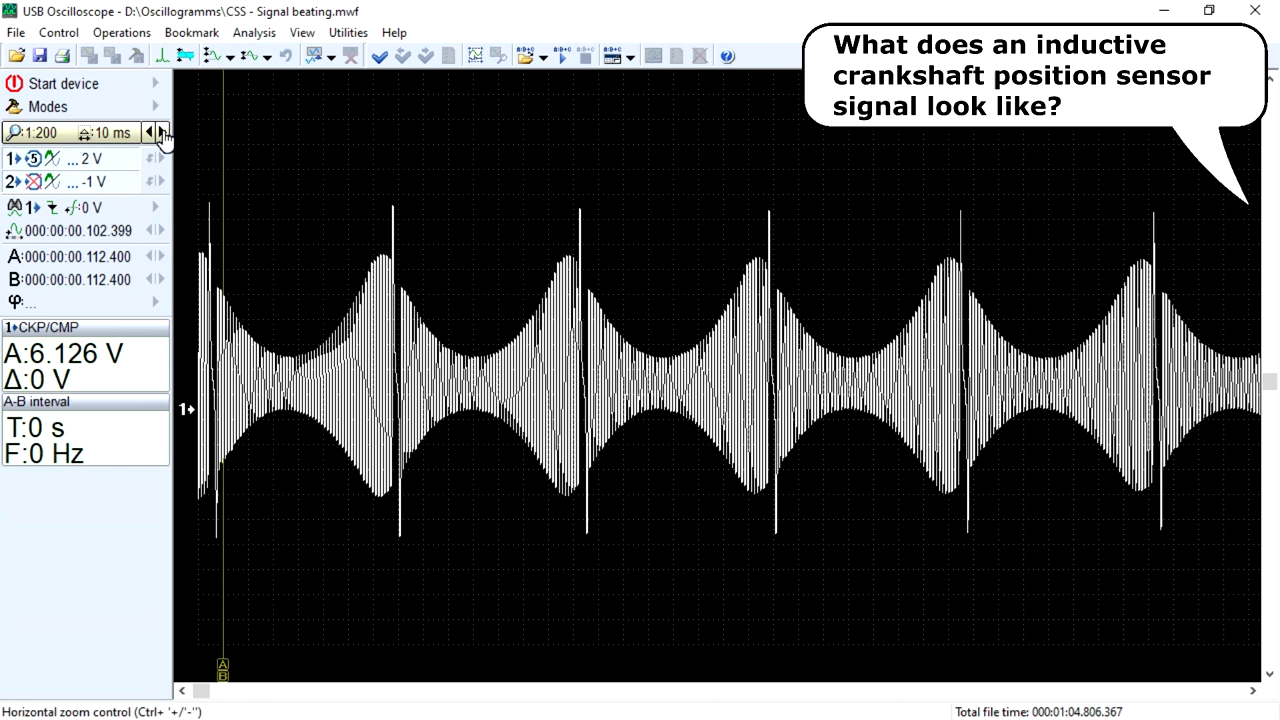 USB Oscilloscope - D:\Oscillogramms\CSS - Signal beating.mwf
File Control Operations Bookmark Analysis View Utilities Help
What does an inductive
crankshaft position sensor
signal look like?
Start device
Modes
:1:200 :10 ms
1 5 ... 2 V
2 ... -1 V
1 :0 V
000:00:00.102.399
A:000:00:00.112.400
B:000:00:00.112.400
φ:...
1 CKP/CMP
A:6.126 V
Δ:0 V
A-B interval
T:0 s
F:0 Hz
1
A
B
Horizontal zoom control (Ctrl+ '+/'-'') Total file time: 000:01:04.806.367